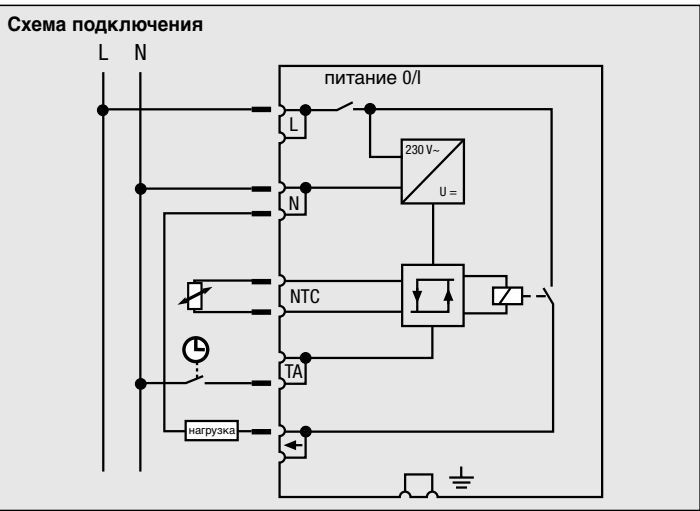 Схема подключения
L N
питание 0/I
L
230 V~
U =
N
NTC
TA
нагрузка